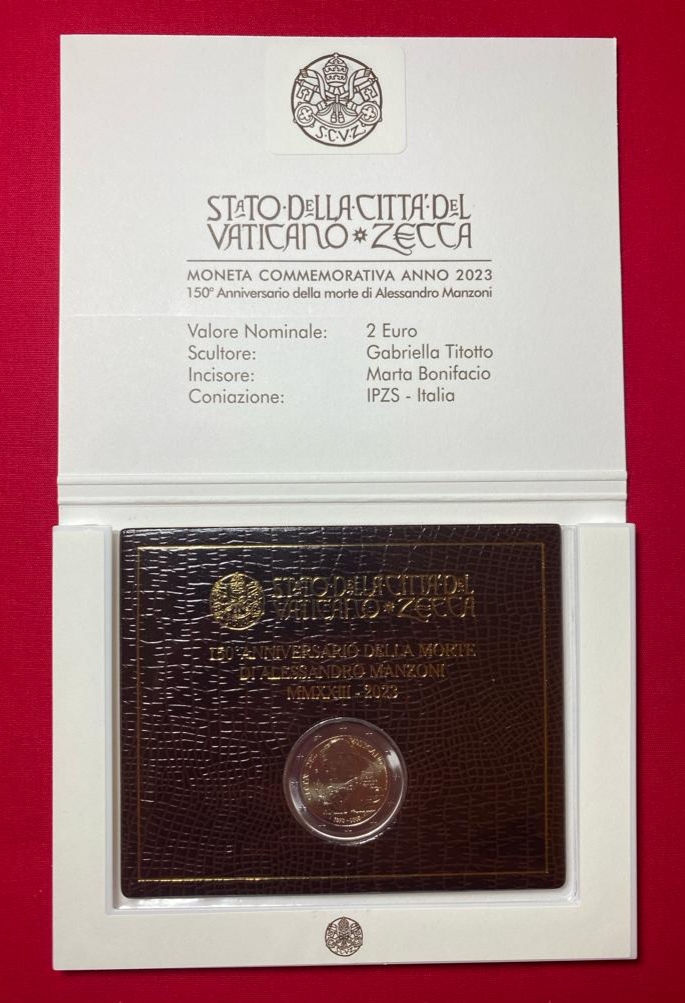 S.C.V.Z.
STATO·DELLA·CITTÀ·DEL
VATICANO ZECCA
MONETA COMMEMORATIVA ANNO 2023
150° Anniversario della morte di Alessandro Manzoni
Valore Nominale: 2 Euro
Scultore: Gabriella Titotto
Incisore: Marta Bonifacio
Coniazione: IPZS - Italia
STATO·DELLA·CITTÀ·DEL
VATICANO ZECCA
150° ANNIVERSARIO DELLA MORTE
DI ALESSANDRO MANZONI
MMXXIII - 2023